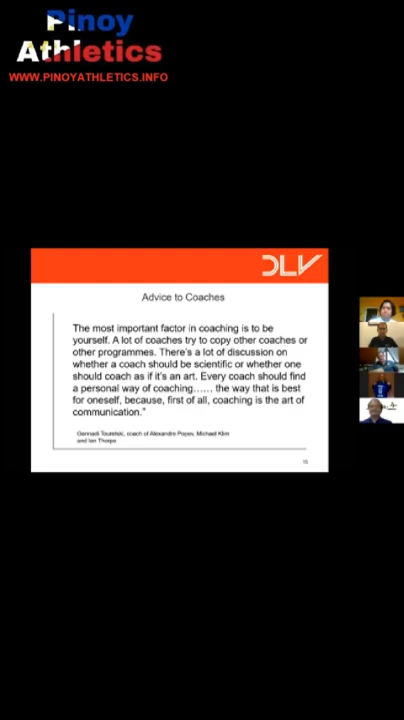 Pinoy
Athletics
WWW.PINOYATHLETICS.INFO
DLV
Advice to Coaches
The most important factor in coaching is to be
yourself. A lot of coaches try to copy other coaches or
other programmes. There's a lot of discussion on
whether a coach should be scientific or whether one
should coach as if it's an art. Every coach should find
a personal way of coaching…… the way that is best
for oneself, because, first of all, coaching is the art of
communication."
Gennadi Touretski, coach of Alexandre Popov, Michael Klim
and Ian Thorpe